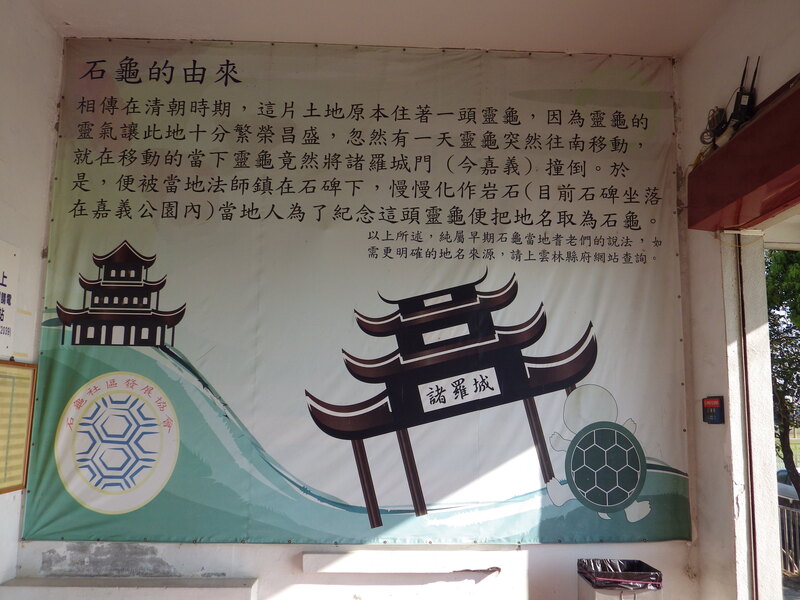 石龜的由來
相傳在清朝時期，這片土地原本住著一頭靈龜，因為靈龜的
靈氣讓此地十分繁榮昌盛，忽然有一天靈龜突然往南移動，
就在移動的當下靈龜竟然將諸羅城門（今嘉義）撞倒。於
是，便被當地法師鎮在石碑下，慢慢化作岩石(目前石碑坐落
在嘉義公園內)當地人為了紀念這頭靈龜便把地名取為石龜。
以上所述，純屬早期石龜當地耆老們的說法，如
需更明確的地名來源，請上雲林縣府網站查詢。
諸羅城
石龜社區發展協會
上
站